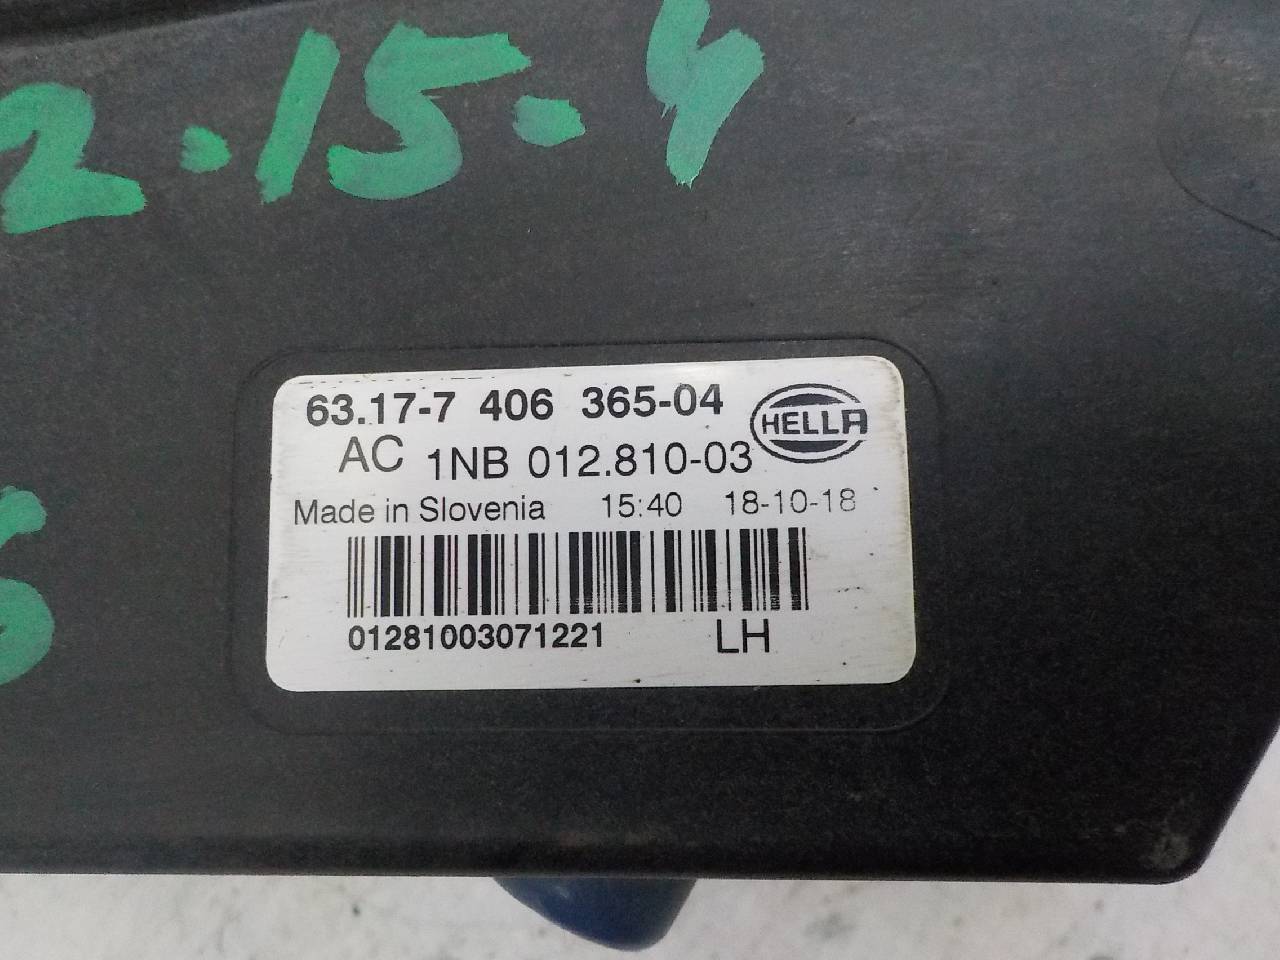 2.15.4
63.17-7 406 365-04
HELLA
AC 1NB 012.810-03
Made in Slovenia 15:40 18-10-18
01281003071221 LH